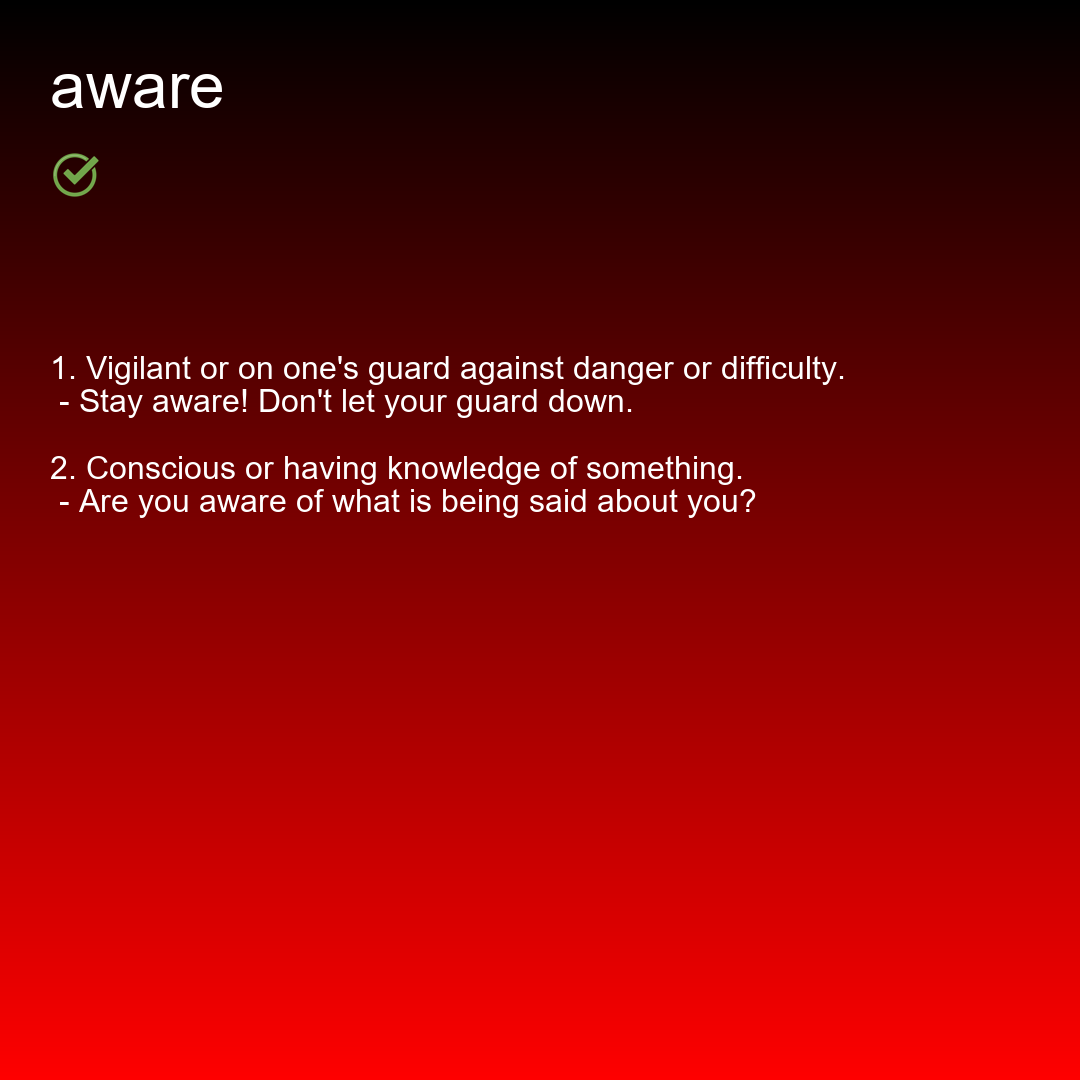 aware
1. Vigilant or on one's guard against danger or difficulty.
- Stay aware! Don't let your guard down.
2. Conscious or having knowledge of something.
- Are you aware of what is being said about you?